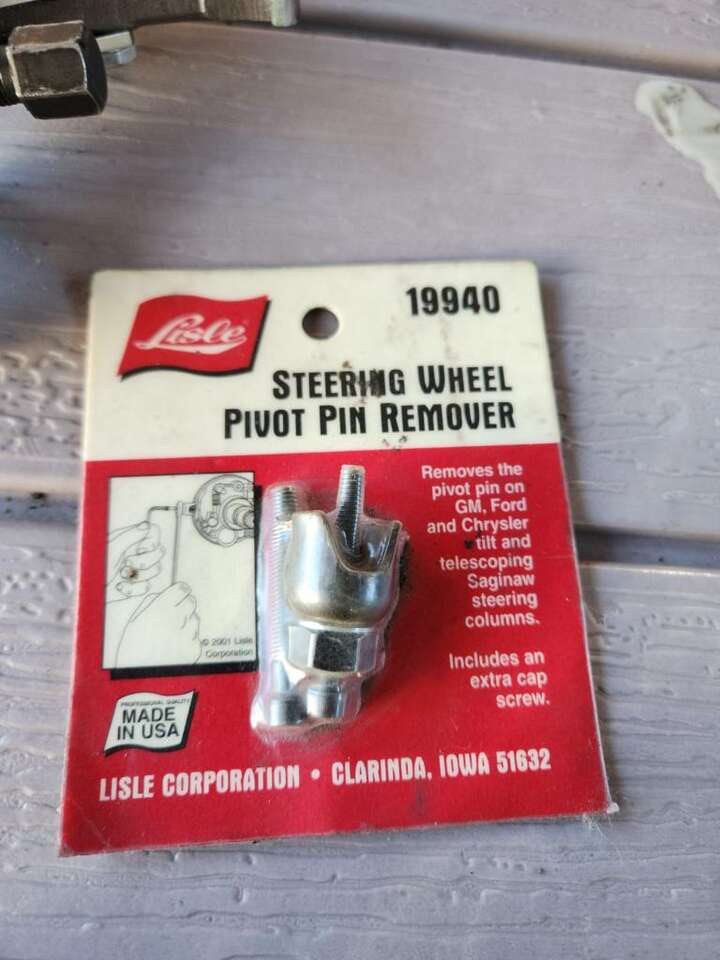 Lisle
19940
STEERING WHEEL
PIVOT PIN REMOVER
Removes the
pivot pin on
GM, Ford
and Chrysler
tilt and
telescoping
Saginaw
steering
columns.
Includes an
extra cap
screw.
© 2001 Lisle
Corporation
PROFESSIONAL QUALITY
MADE
IN USA
LISLE CORPORATION • CLARINDA, IOWA 51632